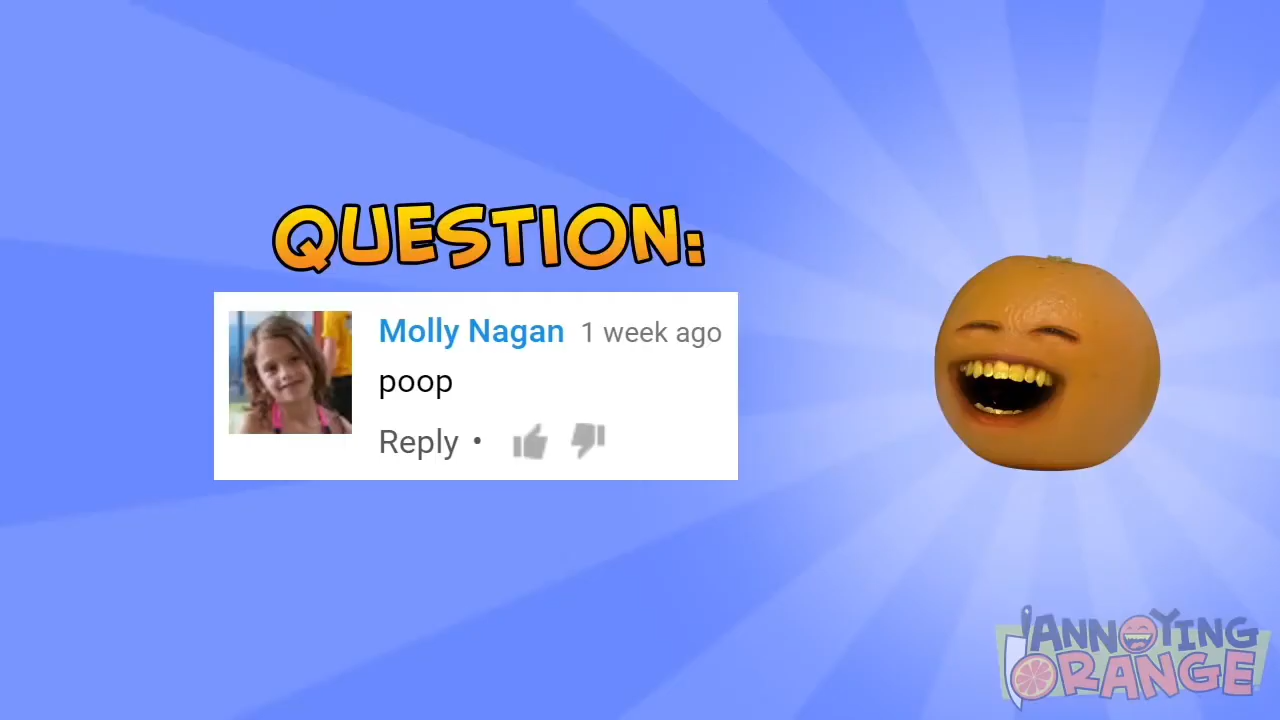 QUESTION:
Molly Nagan 1 week ago
poop
Reply •
ANNOYING
ORANGE